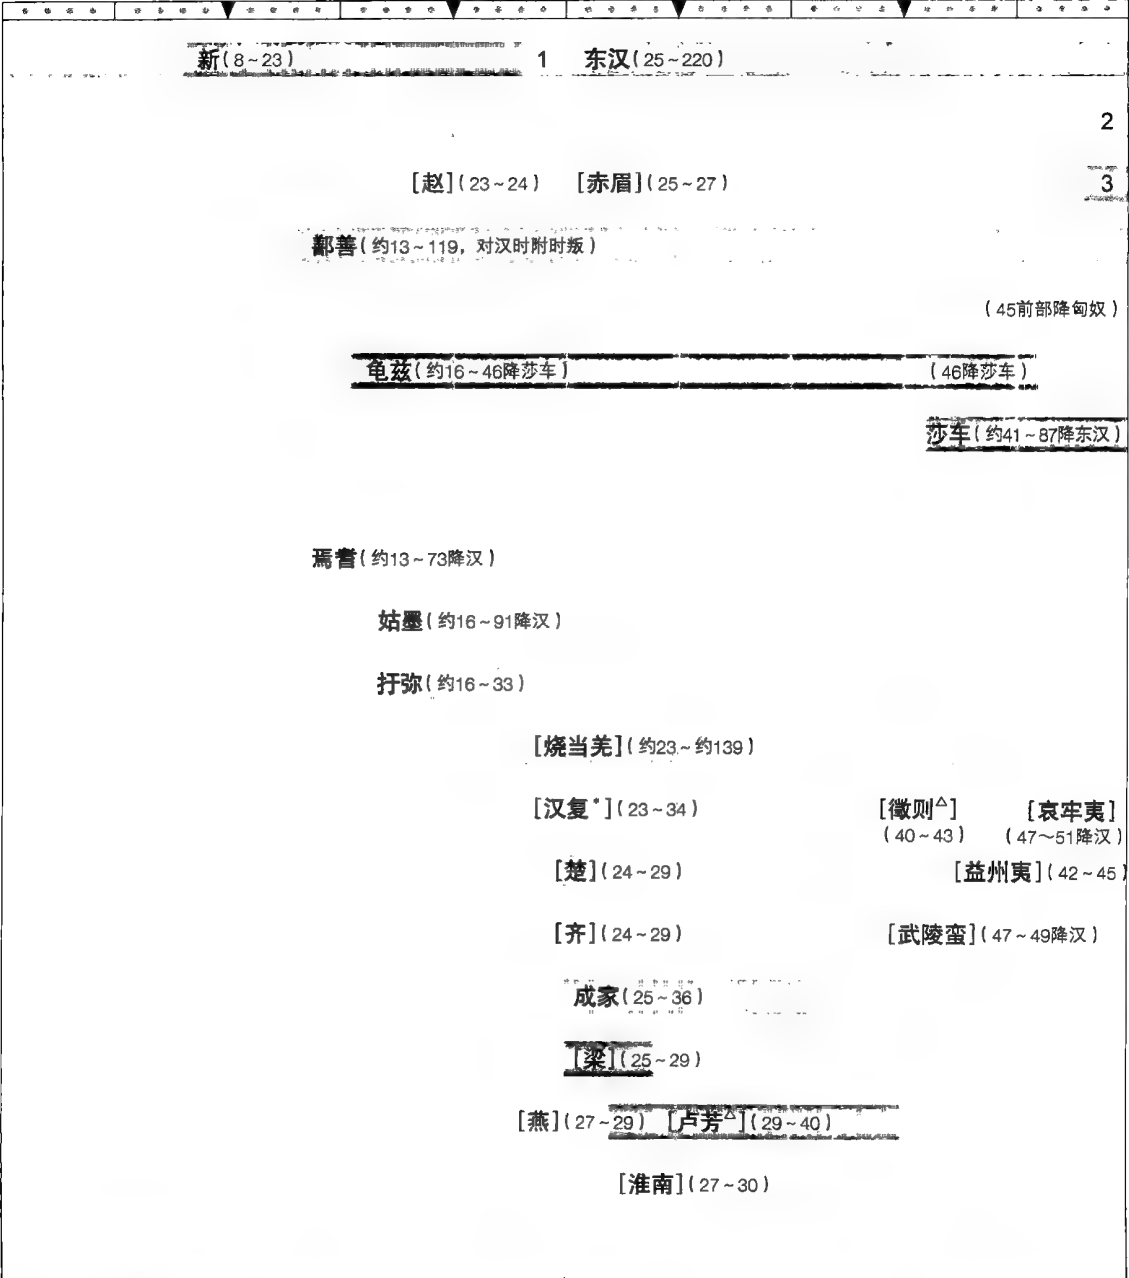 新(8~23) 1 东汉(25~220)
2
[赵](23~24) [赤眉](25~27) 3
鄯善(约13~119，对汉时附时叛)
(45前部降匈奴)
龟兹(约16~46降莎车) (46降莎车)
莎车(约41~87降东汉)
焉耆(约13~73降汉)
姑墨(约16~91降汉)
扜弥(约16~33)
[烧当羌](约23~约139)
[汉复*](23~34) [徵则△] [哀牢夷]
(40~43) (47~51降汉)
[楚](24~29) [益州夷](42~45)
[齐](24~29) [武陵蛮](47~49降汉)
成家(25~36)
[梁](25~29)
[燕](27~29) [卢芳△](29~40)
[淮南](27~30)